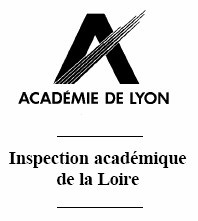 ACADÉMIE DE LYON
Inspection académique
de la Loire